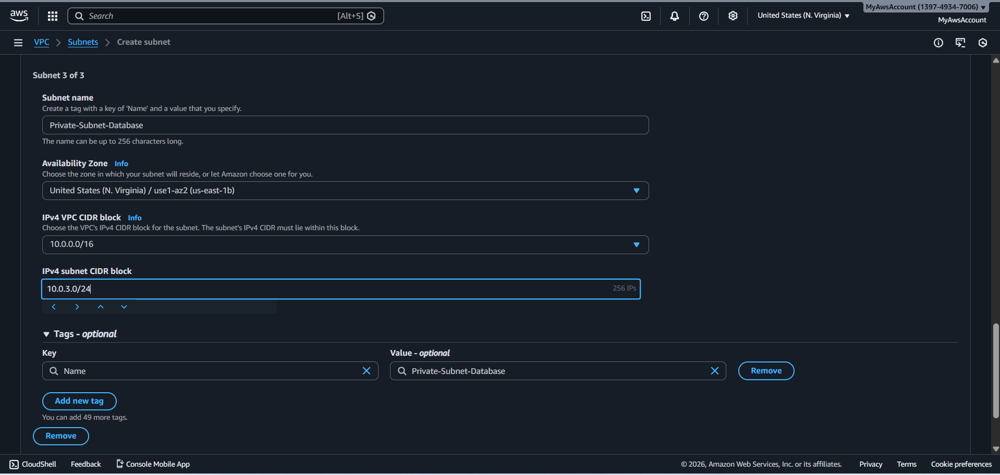 aws
Search [Alt+S]
United States (N. Virginia)
MyAwsAccount (1397-4934-7006)
MyAwsAccount
VPC
Subnets
Create subnet
Subnet 3 of 3
Subnet name
Create a tag with a key of 'Name' and a value that you specify.
Private-Subnet-Database
The name can be up to 256 characters long.
Availability Zone Info
Choose the zone in which your subnet will reside, or let Amazon choose one for you.
United States (N. Virginia) / use1-az2 (us-east-1b)
IPv4 VPC CIDR block Info
Choose the VPC's IPv4 CIDR block for the subnet. The subnet's IPv4 CIDR must lie within this block.
10.0.0.0/16
IPv4 subnet CIDR block
10.0.3.0/24 256 IPs
Tags - optional
Key Value - optional
Name Private-Subnet-Database Remove
Add new tag
You can add 49 more tags.
Remove
CloudShell Feedback Console Mobile App © 2026, Amazon Web Services, Inc. or its affiliates. Privacy Terms Cookie preferences